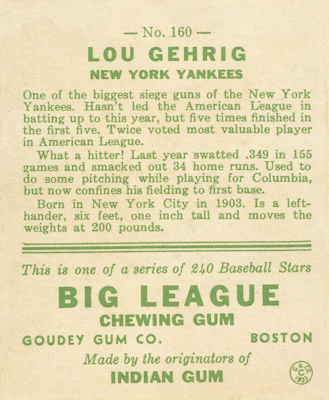 — No. 160 —
LOU GEHRIG
NEW YORK YANKEES
One of the biggest siege guns of the New York
Yankees. Hasn't led the American League in
batting up to this year, but five times finished in
the first five. Twice voted most valuable player
in American League.
What a hitter! Last year swatted .349 in 155
games and smacked out 34 home runs. Used to
do some pitching while playing for Columbia,
but now confines his fielding to first base.
Born in New York City in 1903. Is a left-
hander, six feet, one inch tall and moves the
weights at 200 pounds.
This is one of a series of 240 Baseball Stars
BIG LEAGUE
CHEWING GUM
GOUDEY GUM CO. BOSTON
Made by the originators of
INDIAN GUM
G.G.CO.
C
1933